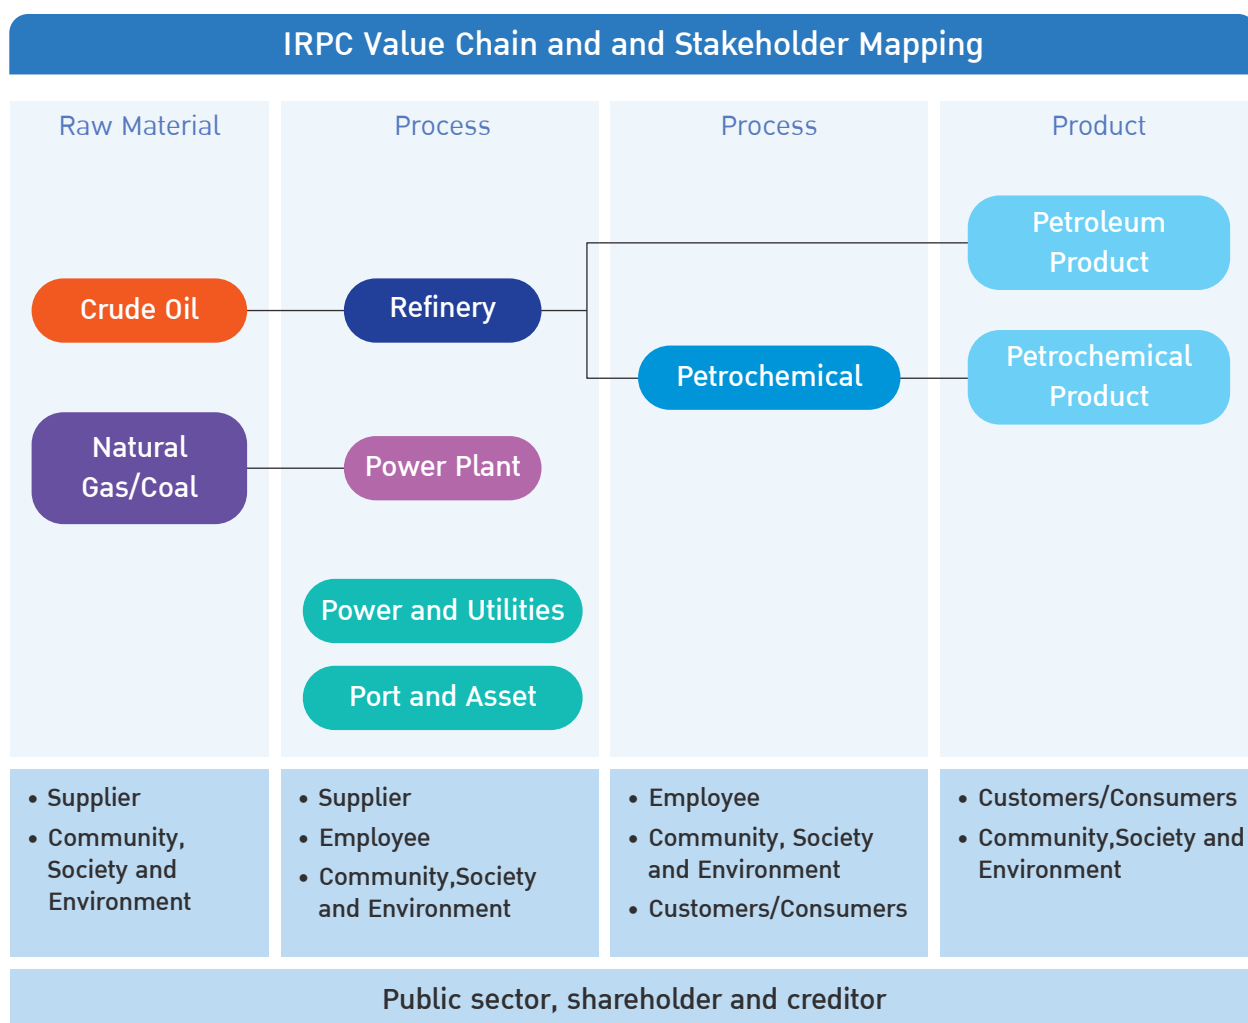 IRPC Value Chain and and Stakeholder Mapping
Raw Material
Process
Process
Product
Crude Oil
Refinery
Petroleum
Product
Petrochemical
Petrochemical
Product
Natural
Gas/Coal
Power Plant
Power and Utilities
Port and Asset
• Supplier
• Community,
Society and
Environment
• Supplier
• Employee
• Community,Society
and Environment
• Employee
• Community, Society
and Environment
• Customers/Consumers
• Customers/Consumers
• Community,Society and
Environment
Public sector, shareholder and creditor